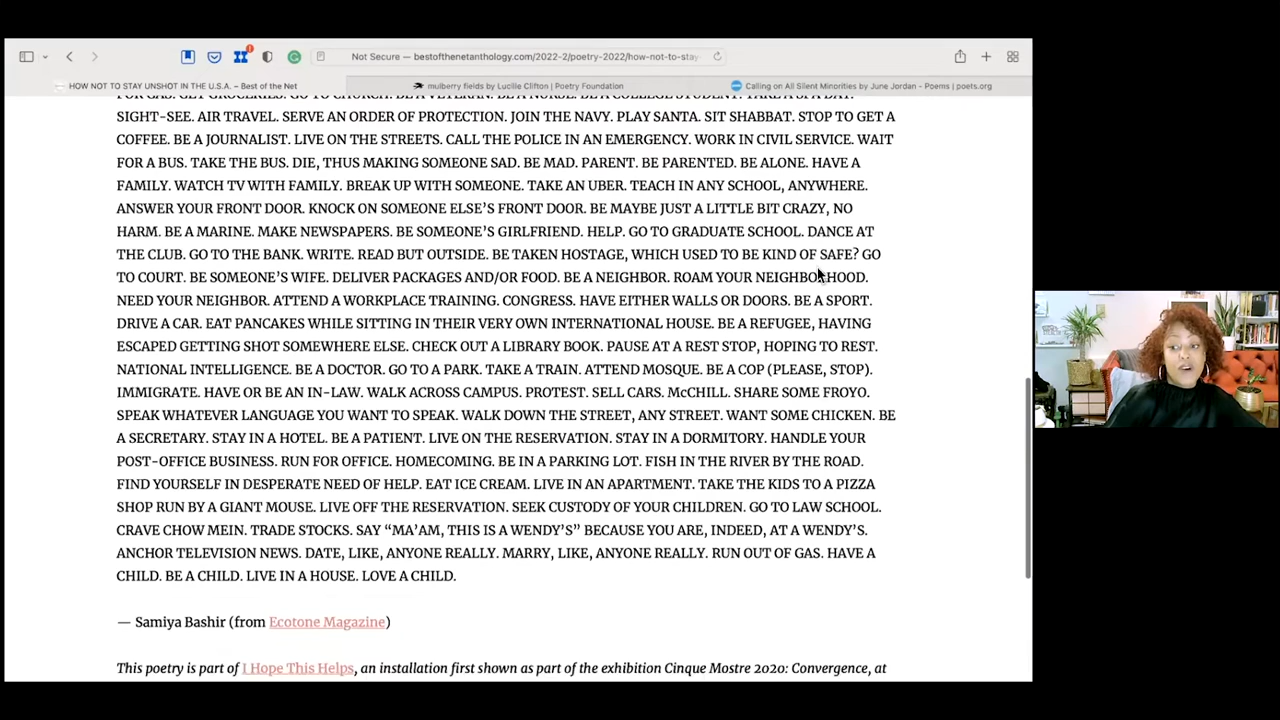 Not Secure — bestofthenetanthology.com/2022-2/poetry-2022/how-not-to-stay
HOW NOT TO STAY UNSHOT IN THE U.S.A. – Best of the Net
mulberry fields by Lucille Clifton | Poetry Foundation
Calling on All Silent Minorities by June Jordan - Poems | poets.org
FOR GAS. GET GROCERIES. GO TO CHURCH. BE A VETERAN. BE A NURSE. BE A COLLEGE STUDENT. TAKE A SPA DAY.
SIGHT-SEE. AIR TRAVEL. SERVE AN ORDER OF PROTECTION. JOIN THE NAVY. PLAY SANTA. SIT SHABBAT. STOP TO GET A
COFFEE. BE A JOURNALIST. LIVE ON THE STREETS. CALL THE POLICE IN AN EMERGENCY. WORK IN CIVIL SERVICE. WAIT
FOR A BUS. TAKE THE BUS. DIE, THUS MAKING SOMEONE SAD. BE MAD. PARENT. BE PARENTED. BE ALONE. HAVE A
FAMILY. WATCH TV WITH FAMILY. BREAK UP WITH SOMEONE. TAKE AN UBER. TEACH IN ANY SCHOOL, ANYWHERE.
ANSWER YOUR FRONT DOOR. KNOCK ON SOMEONE ELSE’S FRONT DOOR. BE MAYBE JUST A LITTLE BIT CRAZY, NO
HARM. BE A MARINE. MAKE NEWSPAPERS. BE SOMEONE’S GIRLFRIEND. HELP. GO TO GRADUATE SCHOOL. DANCE AT
THE CLUB. GO TO THE BANK. WRITE. READ BUT OUTSIDE. BE TAKEN HOSTAGE, WHICH USED TO BE KIND OF SAFE? GO
TO COURT. BE SOMEONE’S WIFE. DELIVER PACKAGES AND/OR FOOD. BE A NEIGHBOR. ROAM YOUR NEIGHBORHOOD.
NEED YOUR NEIGHBOR. ATTEND A WORKPLACE TRAINING. CONGRESS. HAVE EITHER WALLS OR DOORS. BE A SPORT.
DRIVE A CAR. EAT PANCAKES WHILE SITTING IN THEIR VERY OWN INTERNATIONAL HOUSE. BE A REFUGEE, HAVING
ESCAPED GETTING SHOT SOMEWHERE ELSE. CHECK OUT A LIBRARY BOOK. PAUSE AT A REST STOP, HOPING TO REST.
NATIONAL INTELLIGENCE. BE A DOCTOR. GO TO A PARK. TAKE A TRAIN. ATTEND MOSQUE. BE A COP (PLEASE, STOP).
IMMIGRATE. HAVE OR BE AN IN-LAW. WALK ACROSS CAMPUS. PROTEST. SELL CARS. McCHILL. SHARE SOME FROYO.
SPEAK WHATEVER LANGUAGE YOU WANT TO SPEAK. WALK DOWN THE STREET, ANY STREET. WANT SOME CHICKEN. BE
A SECRETARY. STAY IN A HOTEL. BE A PATIENT. LIVE ON THE RESERVATION. STAY IN A DORMITORY. HANDLE YOUR
POST-OFFICE BUSINESS. RUN FOR OFFICE. HOMECOMING. BE IN A PARKING LOT. FISH IN THE RIVER BY THE ROAD.
FIND YOURSELF IN DESPERATE NEED OF HELP. EAT ICE CREAM. LIVE IN AN APARTMENT. TAKE THE KIDS TO A PIZZA
SHOP RUN BY A GIANT MOUSE. LIVE OFF THE RESERVATION. SEEK CUSTODY OF YOUR CHILDREN. GO TO LAW SCHOOL.
CRAVE CHOW MEIN. TRADE STOCKS. SAY “MA’AM, THIS IS A WENDY’S” BECAUSE YOU ARE, INDEED, AT A WENDY’S.
ANCHOR TELEVISION NEWS. DATE, LIKE, ANYONE REALLY. MARRY, LIKE, ANYONE REALLY. RUN OUT OF GAS. HAVE A
CHILD. BE A CHILD. LIVE IN A HOUSE. LOVE A CHILD.
— Samiya Bashir (from Ecotone Magazine)
This poetry is part of I Hope This Helps, an installation first shown as part of the exhibition Cinque Mostre 2020: Convergence, at